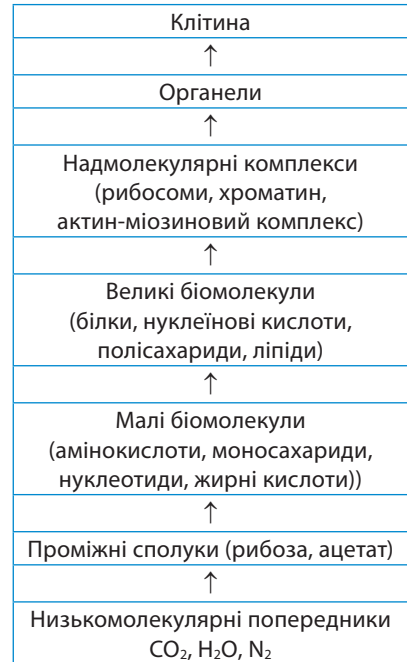 Клітина
↑
Органели
↑
Надмолекулярні комплекси
(рибосоми, хроматин,
актин-міозиновий комплекс)
↑
Великі біомолекули
(білки, нуклеїнові кислоти,
полісахариди, ліпіди)
↑
Малі біомолекули
(амінокислоти, моносахариди,
нуклеотиди, жирні кислоти))
↑
Проміжні сполуки (рибоза, ацетат)
↑
Низькомолекулярні попередники
CO₂, H₂O, N₂